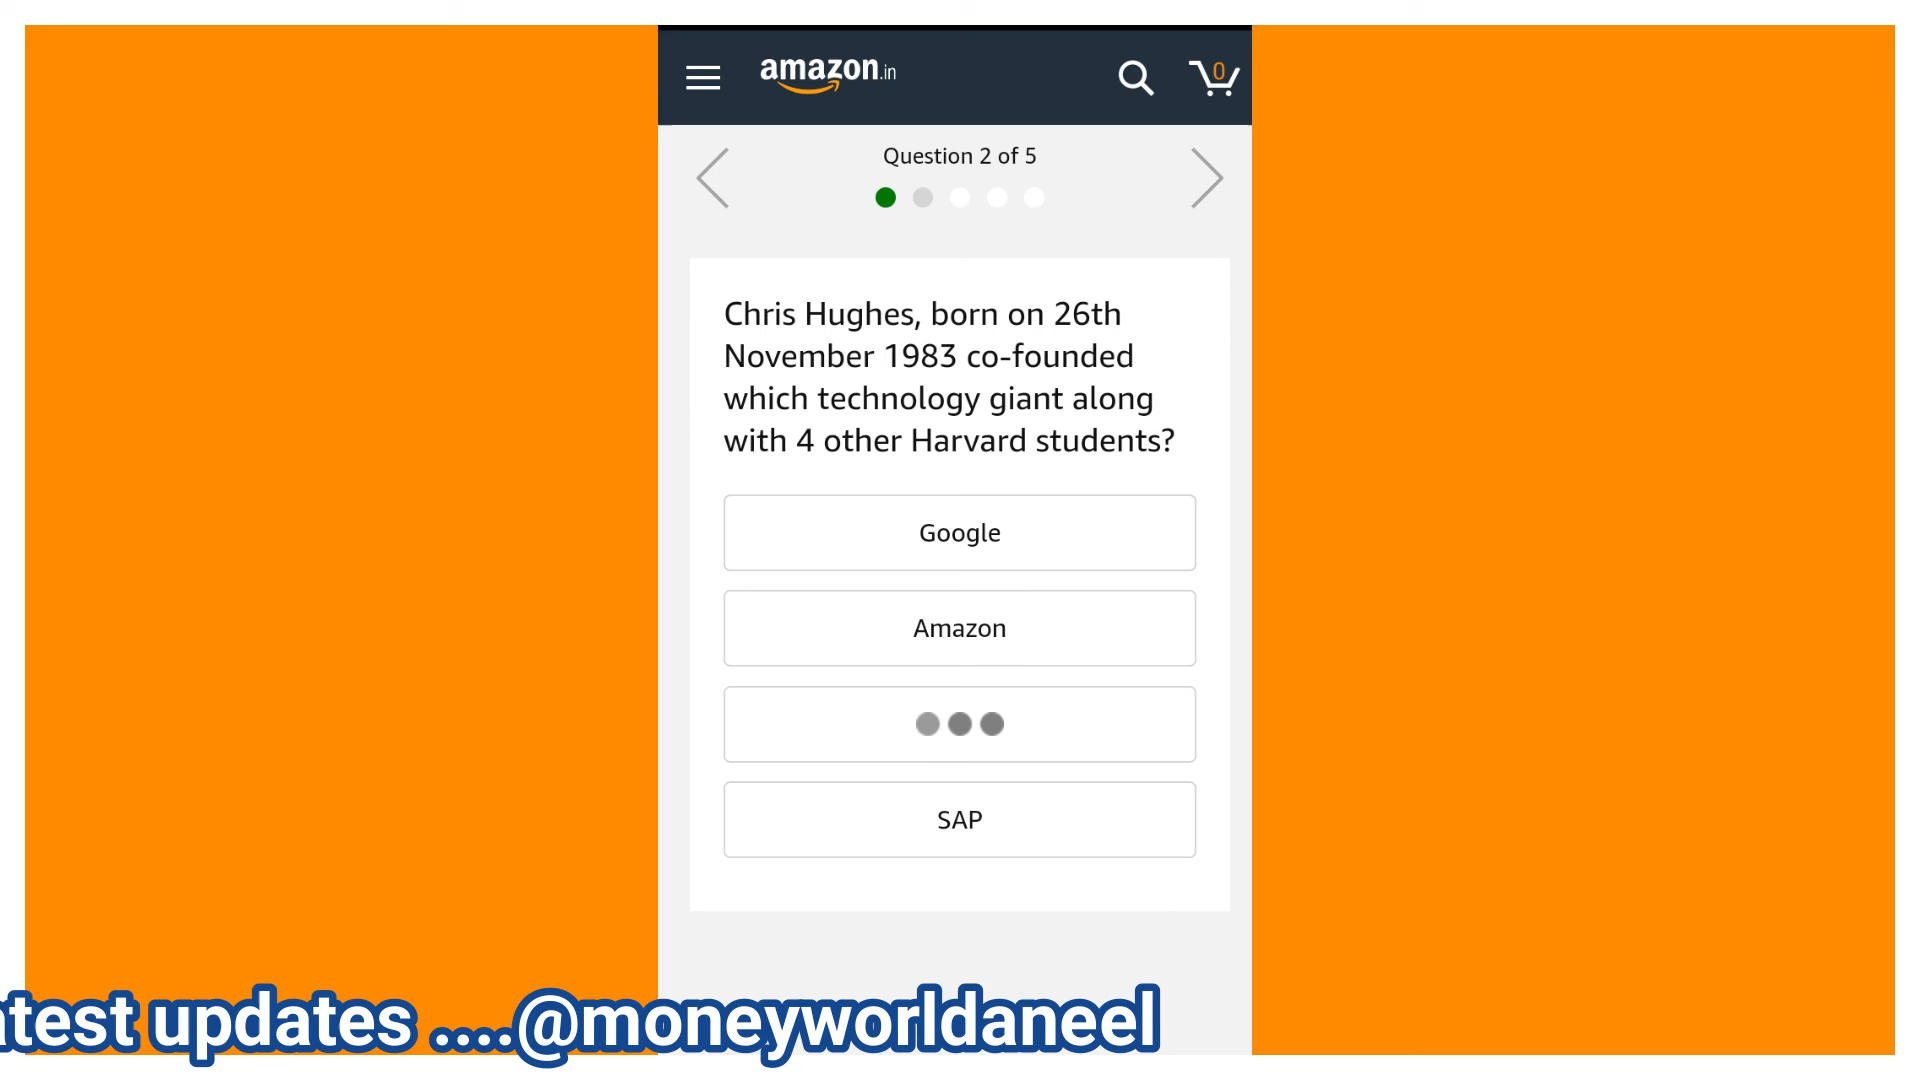 amazon.in
0
Question 2 of 5
Chris Hughes, born on 26th
November 1983 co-founded
which technology giant along
with 4 other Harvard students?
Google
Amazon
SAP
updates ....@moneyworldaneel